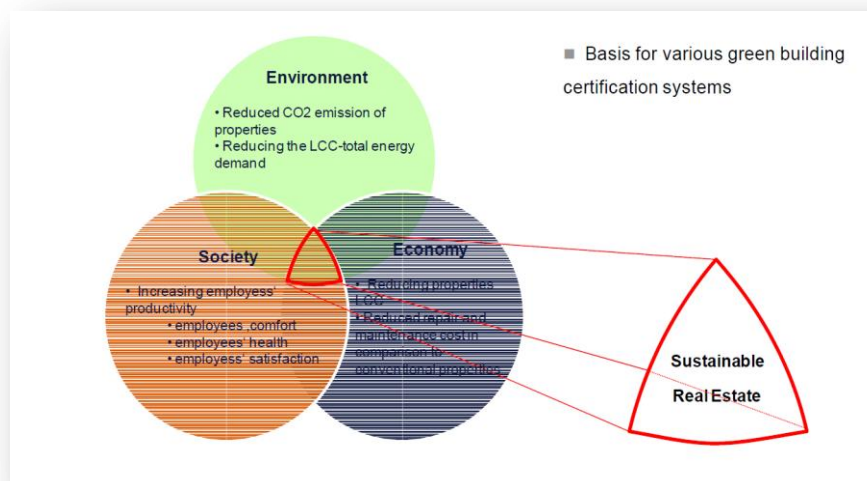 ■ Basis for various green building
certification systems
Environment
• Reduced CO2 emission of
properties
• Reducing the LCC-total energy
demand
Society
• Increasing employess‘
productivity
• employees ‚comfort
• employees‘ health
• employess‘ satisfaction
Economy
• Reducing properties
LCC
• Reduced repair and
maintenance cost in
comparison to
conventional properties
Sustainable
Real Estate